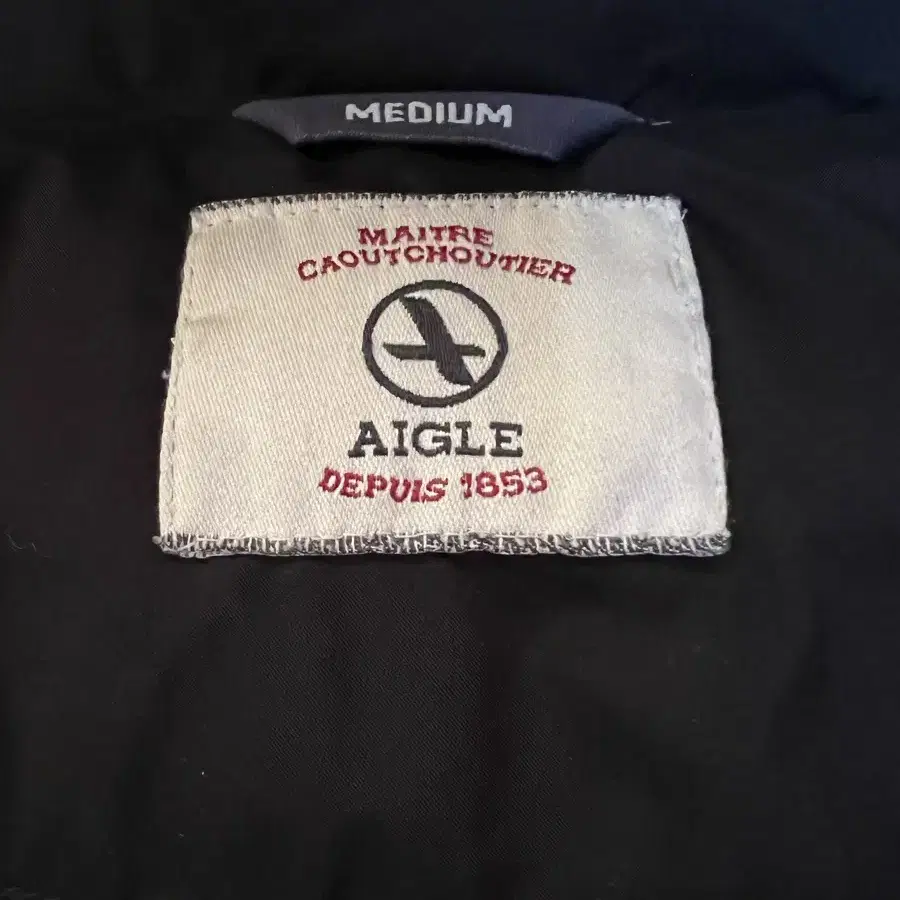 MEDIUM
MAITRE
CAOUTCHOUTIER
AIGLE
DEPUIS 1853